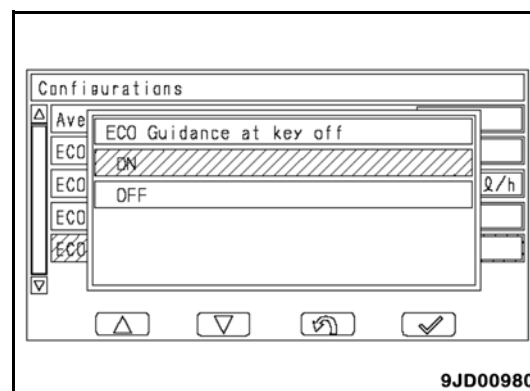 Configurations
Ave
ECO Guidance at key off
ECO
ON
ECO
OFF
ℓ/h
ECO
ECO
9JD00980